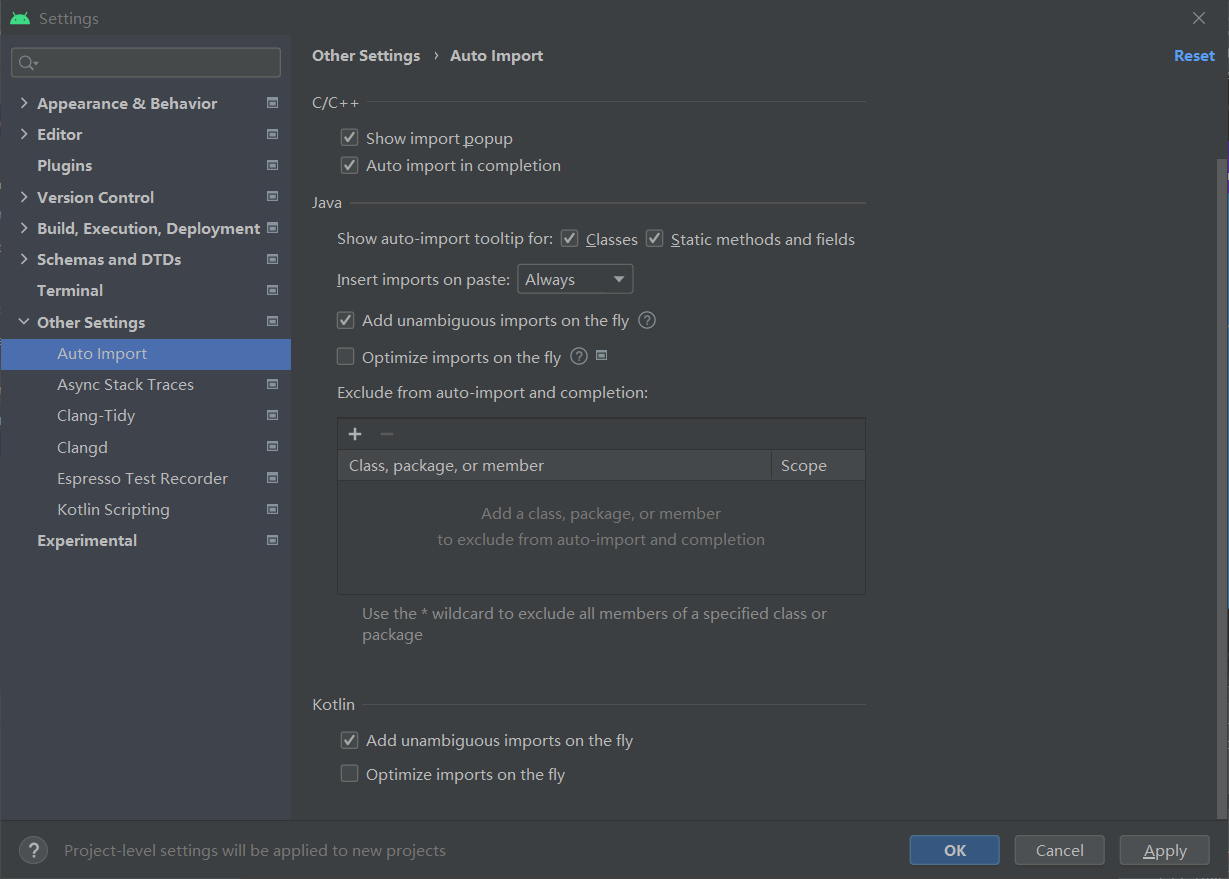 Settings
Other Settings › Auto Import
Reset
Appearance & Behavior
Editor
Plugins
Version Control
Build, Execution, Deployment
Schemas and DTDs
Terminal
Other Settings
Auto Import
Async Stack Traces
Clang-Tidy
Clangd
Espresso Test Recorder
Kotlin Scripting
Experimental
C/C++
Show import popup
Auto import in completion
Java
Show auto-import tooltip for: Classes Static methods and fields
Insert imports on paste: Always
Add unambiguous imports on the fly ?
Optimize imports on the fly ?
Exclude from auto-import and completion:
Class, package, or member Scope
Add a class, package, or member
to exclude from auto-import and completion
Use the * wildcard to exclude all members of a specified class or
package
Kotlin
Add unambiguous imports on the fly
Optimize imports on the fly
? Project-level settings will be applied to new projects
OK Cancel Apply